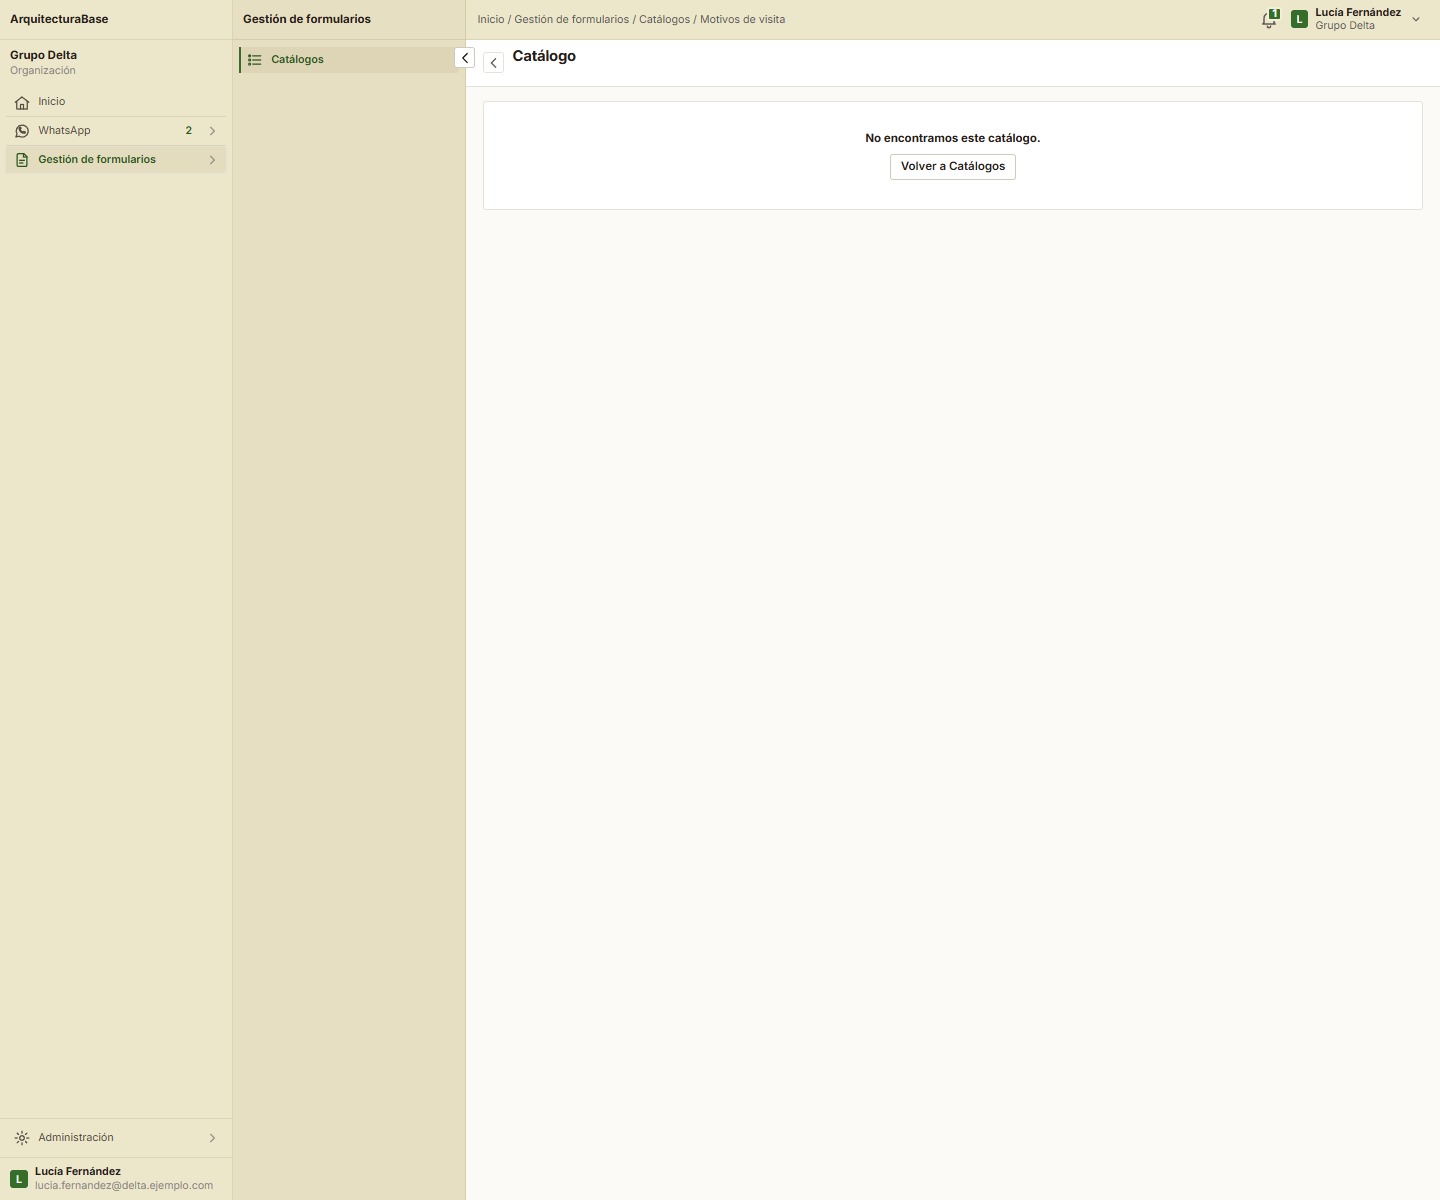 ArquitecturaBase
Grupo Delta
Organización
Inicio
WhatsApp 2
Gestión de formularios
Administración
L
Lucía Fernández
lucia.fernandez@delta.ejemplo.com
Gestión de formularios
Catálogos
Inicio / Gestión de formularios / Catálogos / Motivos de visita
1
L
Lucía Fernández
Grupo Delta
Catálogo
No encontramos este catálogo.
Volver a Catálogos